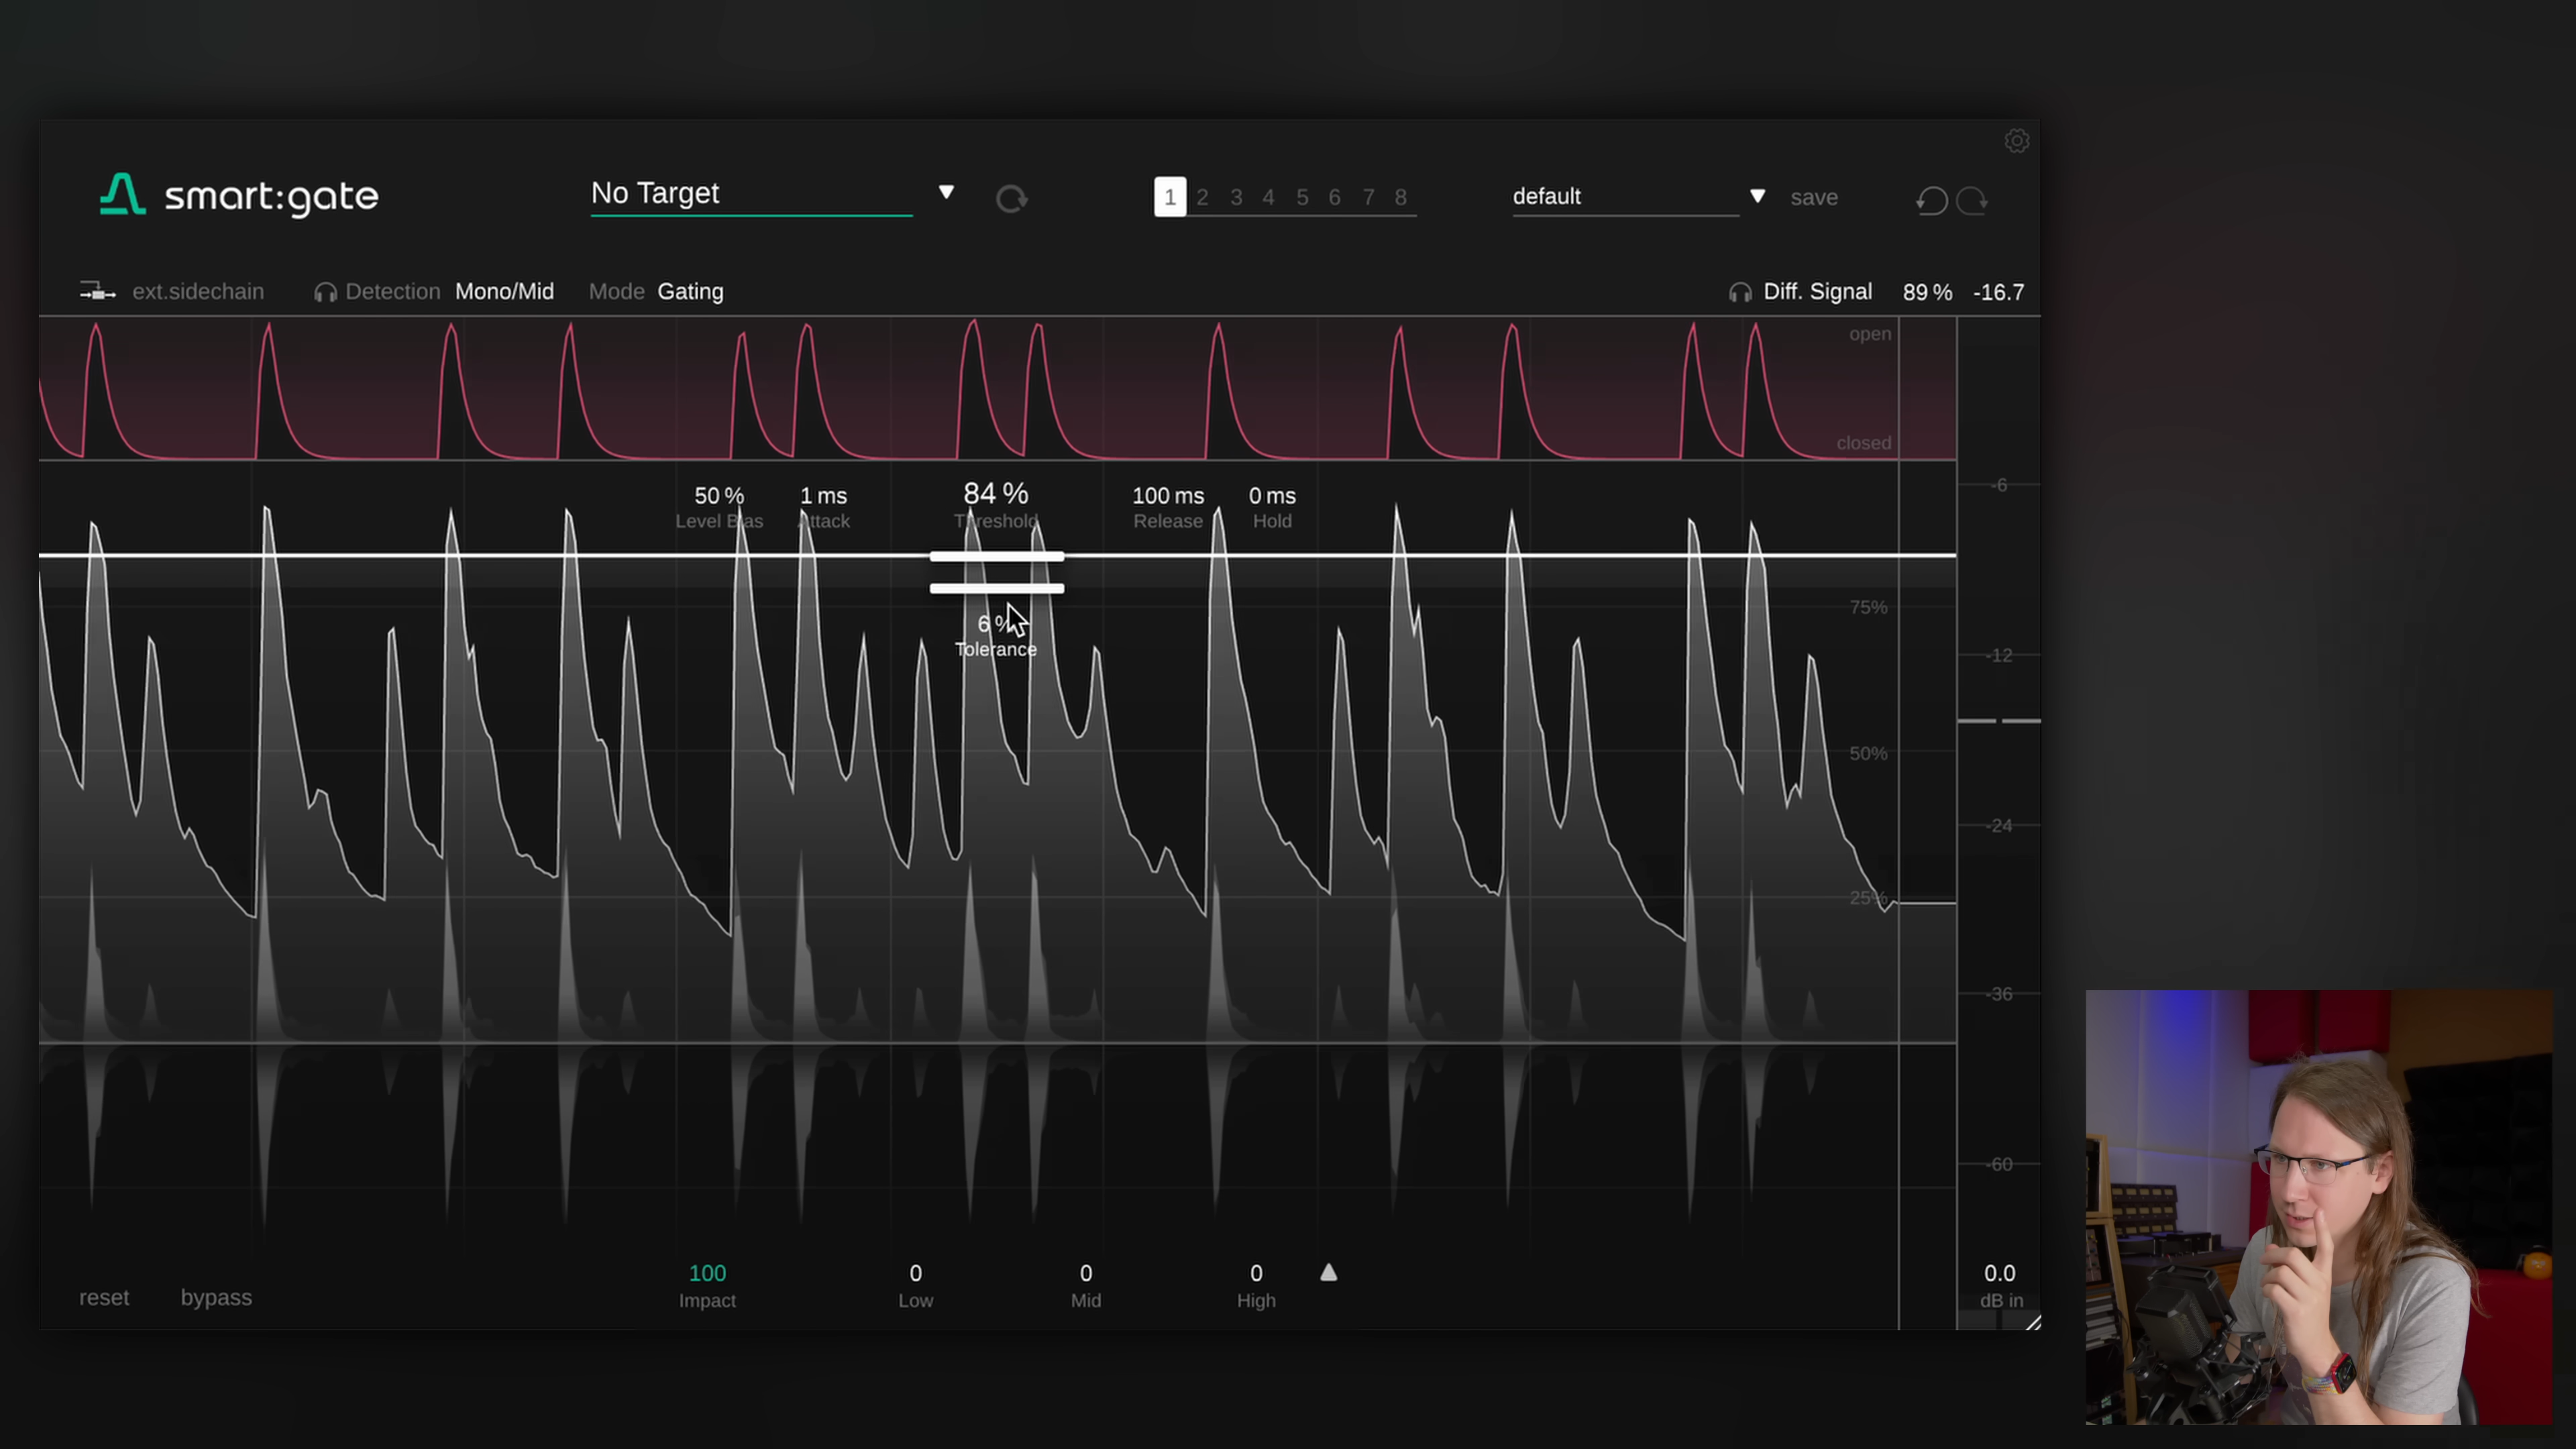 smart:gate
No Target
1 2 3 4 5 6 7 8
default
save
ext.sidechain
Detection Mono/Mid
Mode Gating
Diff. Signal 89 % -16.7
open
closed
50 % 1 ms 84 % 100 ms 0 ms
Level Bias Attack Threshold Release Hold
6 %
Tolerance
75%
50%
25%
-6
-12
-24
-36
-60
100 0 0 0
Impact Low Mid High
reset bypass
0.0
dB in